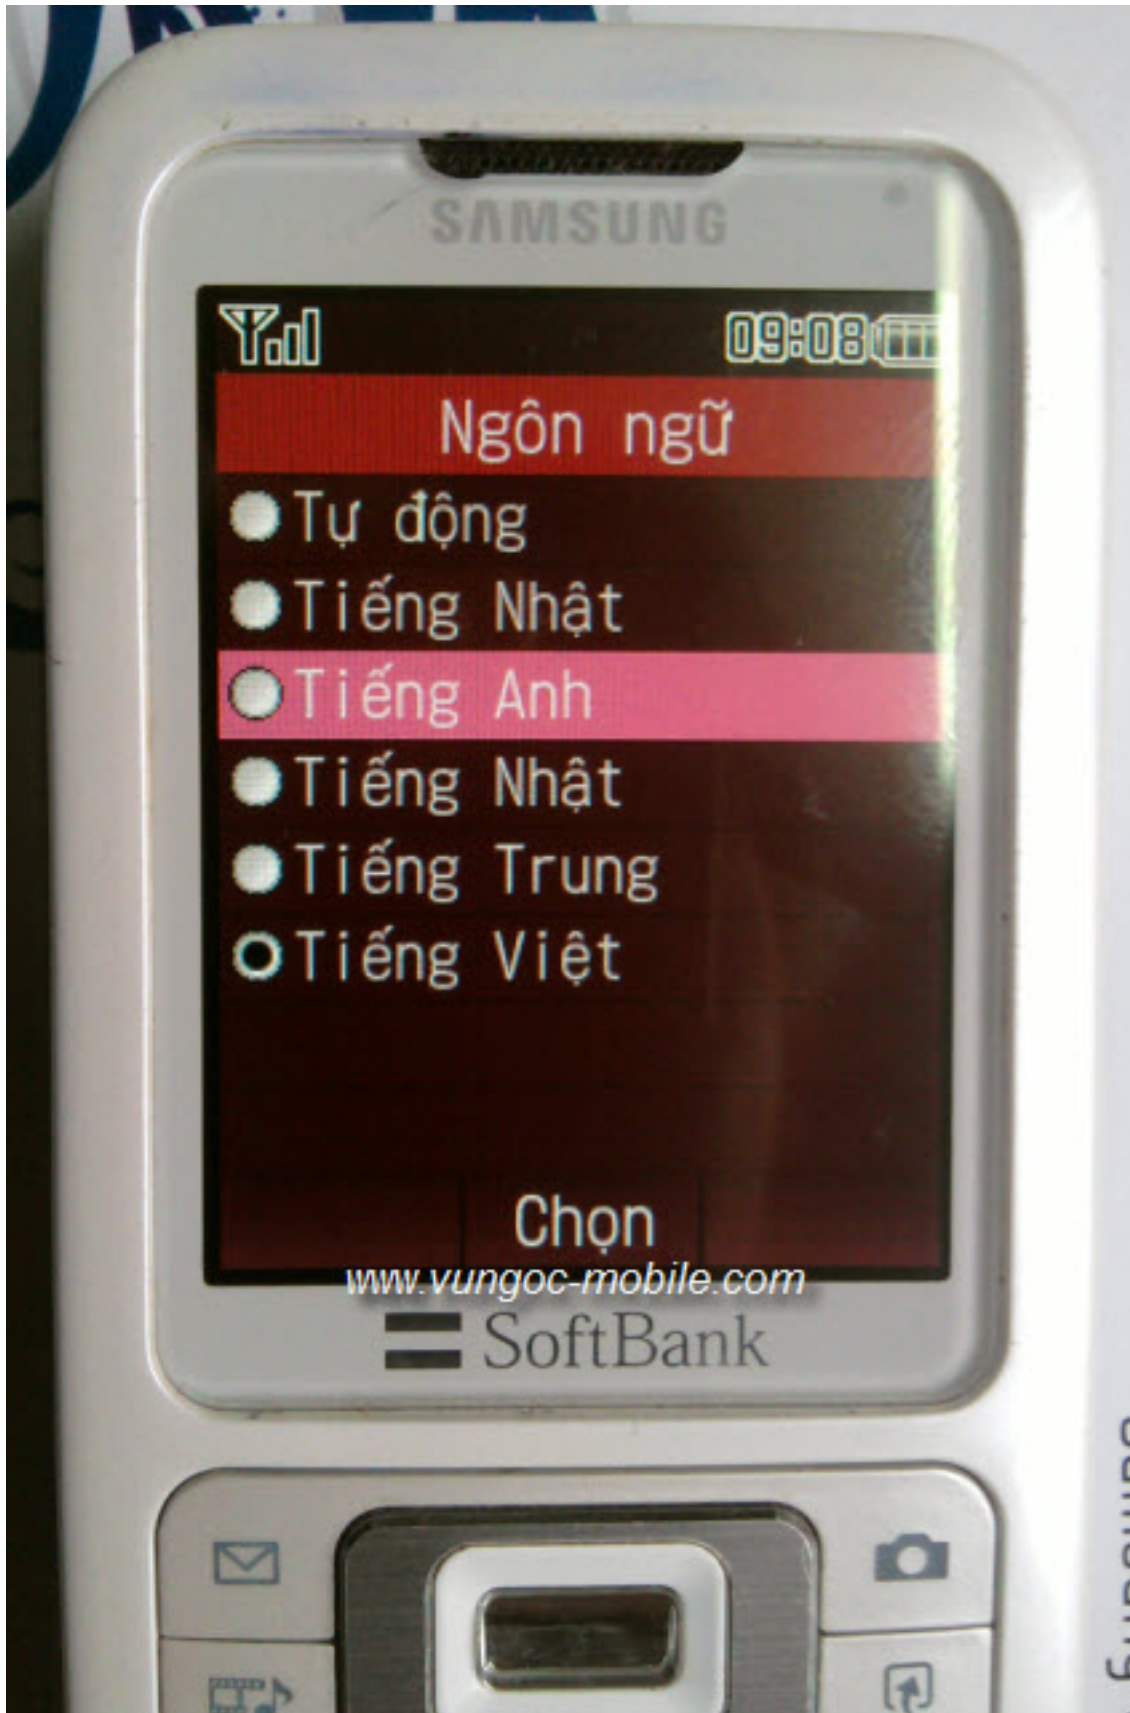 SAMSUNG
09:08
Ngôn ngữ
Tự động
Tiếng Nhật
Tiếng Anh
Tiếng Nhật
Tiếng Trung
Tiếng Việt
Chọn
www.vungoc-mobile.com
SoftBank
Samsung